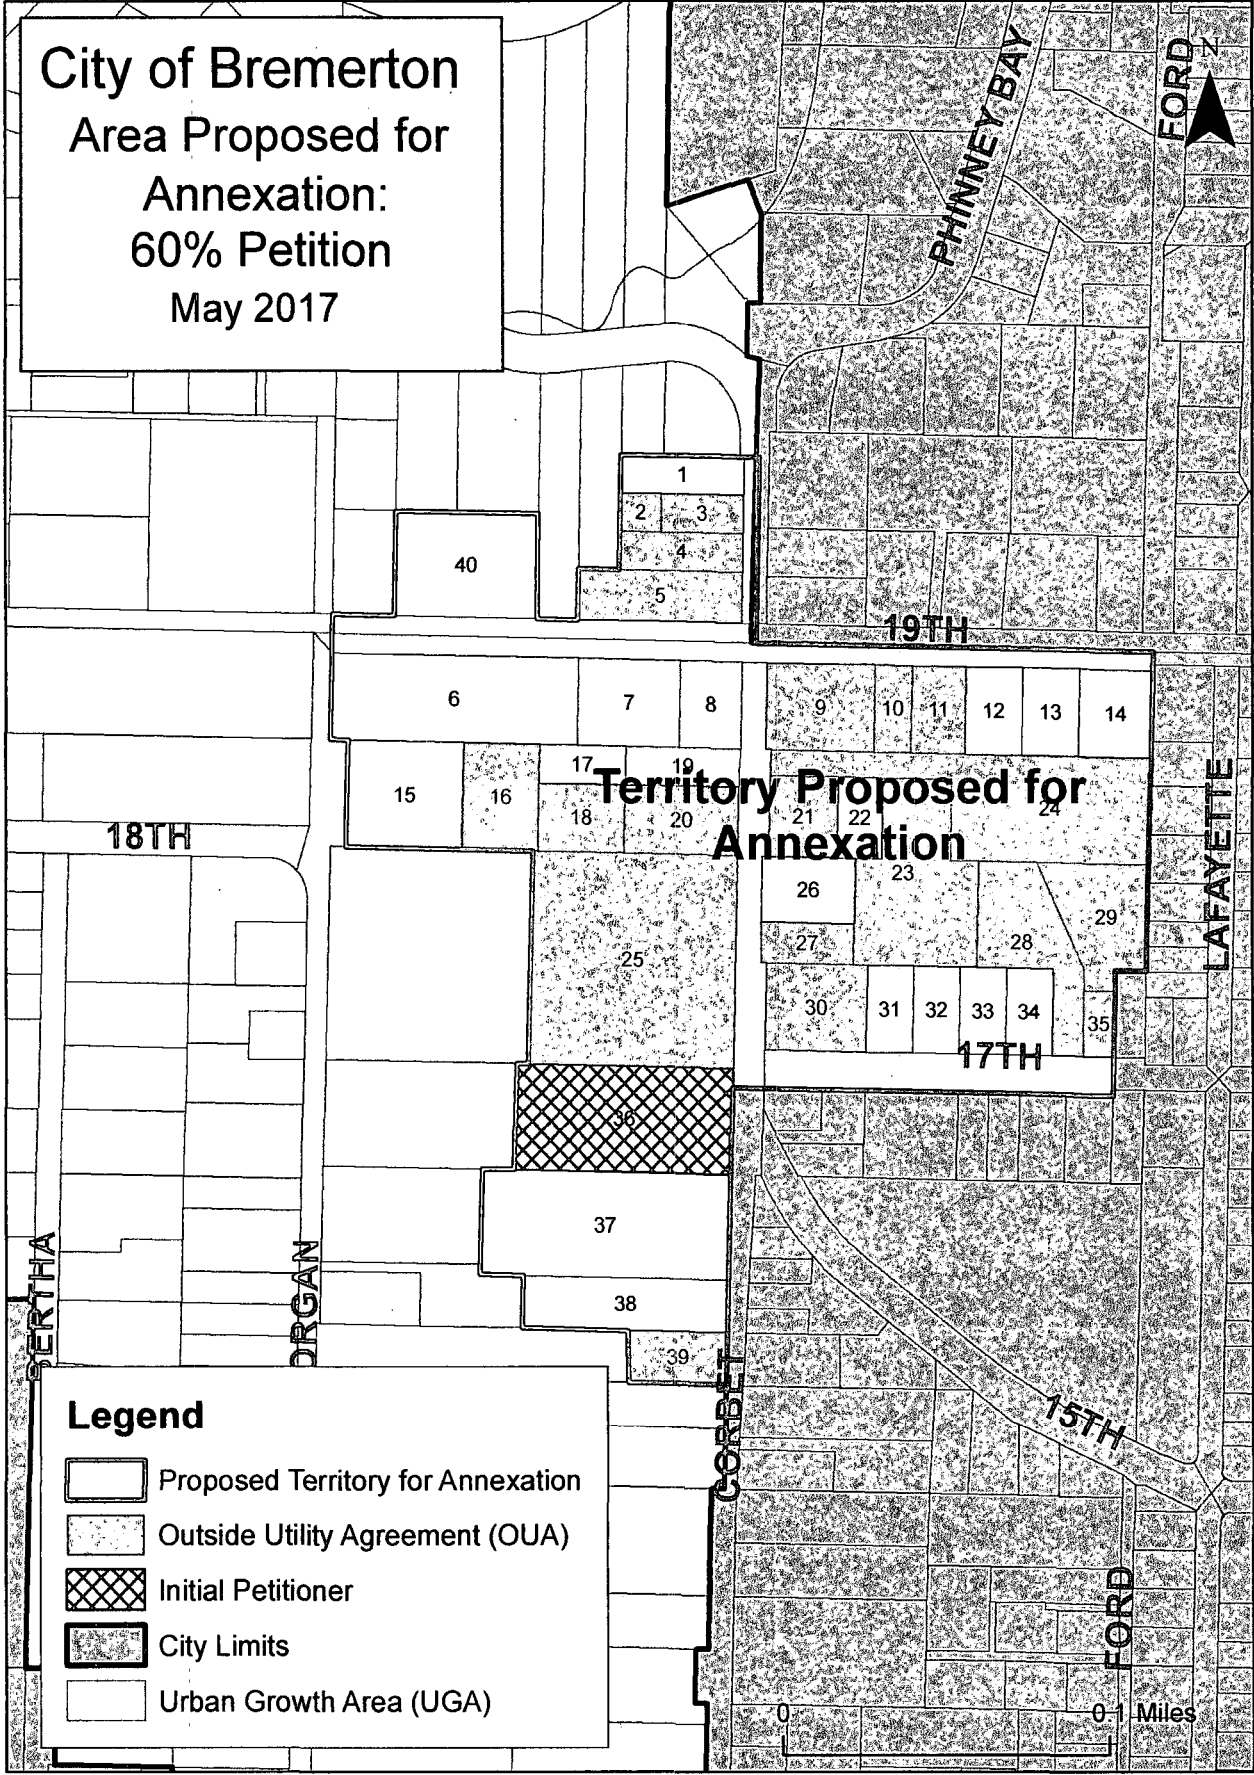 City of Bremerton
Area Proposed for
Annexation:
60% Petition
May 2017
PHINNEY BAY
FORD
N
1
2
3
4
5
40
19TH
6
7
8
9
10
11
12
13
14
15
16
17
19
18
20
21
22
24
Territory Proposed for
Annexation
18TH
LAFAYETTE
23
25
26
27
28
29
30
31
32
33
34
35
17TH
36
37
38
39
BERTHA
ORGAN
CORBET
15TH
FORD
Legend
Proposed Territory for Annexation
Outside Utility Agreement (OUA)
Initial Petitioner
City Limits
Urban Growth Area (UGA)
0
0.1 Miles